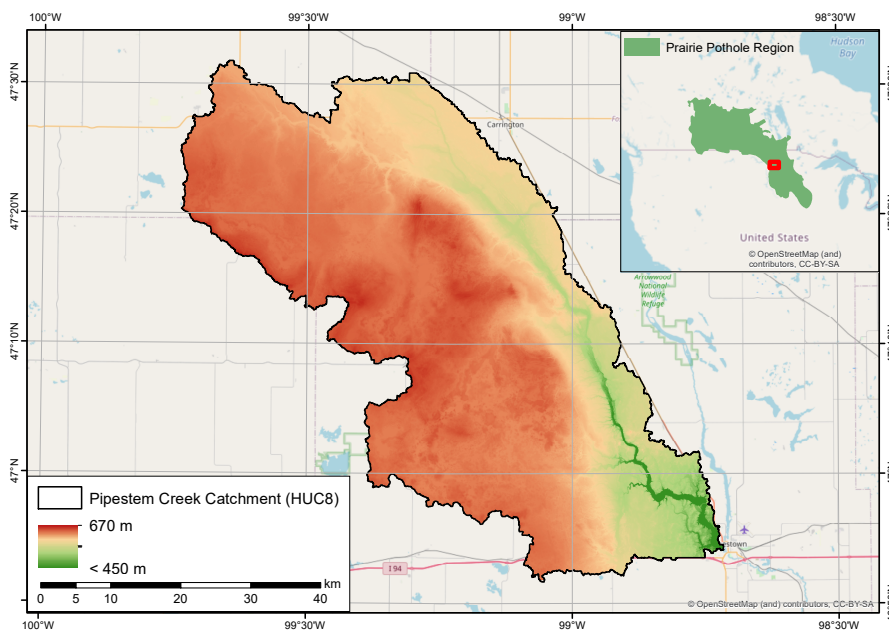 100°W
99°30'W
99°W
98°30'W
47°30'N
Carrington
47°20'N
Prairie Pothole Region
Hudson
Bay
United States
© OpenStreetMap (and)
contributors, CC-BY-SA
Arrowwood
National
Wildlife
Refuge
47°10'N
47°N
Pipestem Creek Catchment (HUC8)
670 m
< 450 m
km
0 5 10 20 30 40
I 94
estown
© OpenStreetMap (and) contributors, CC-BY-SA
100°W
99°30'W
99°W
98°30'W